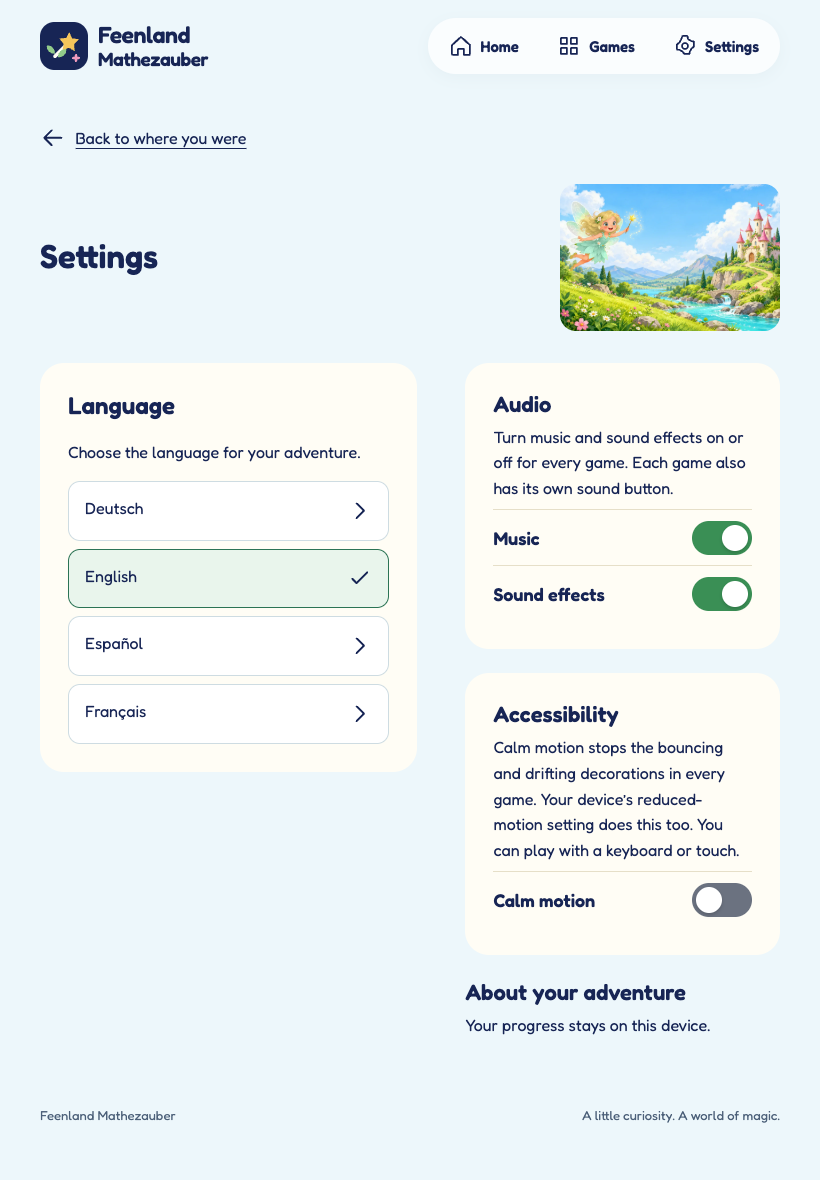 Feenland
Mathezauber
Home
Games
Settings
Back to where you were
Settings
Language
Choose the language for your adventure.
Deutsch
English
Español
Français
Audio
Turn music and sound effects on or
off for every game. Each game also
has its own sound button.
Music
Sound effects
Accessibility
Calm motion stops the bouncing
and drifting decorations in every
game. Your device’s reduced-
motion setting does this too. You
can play with a keyboard or touch.
Calm motion
About your adventure
Your progress stays on this device.
Feenland Mathezauber
A little curiosity. A world of magic.